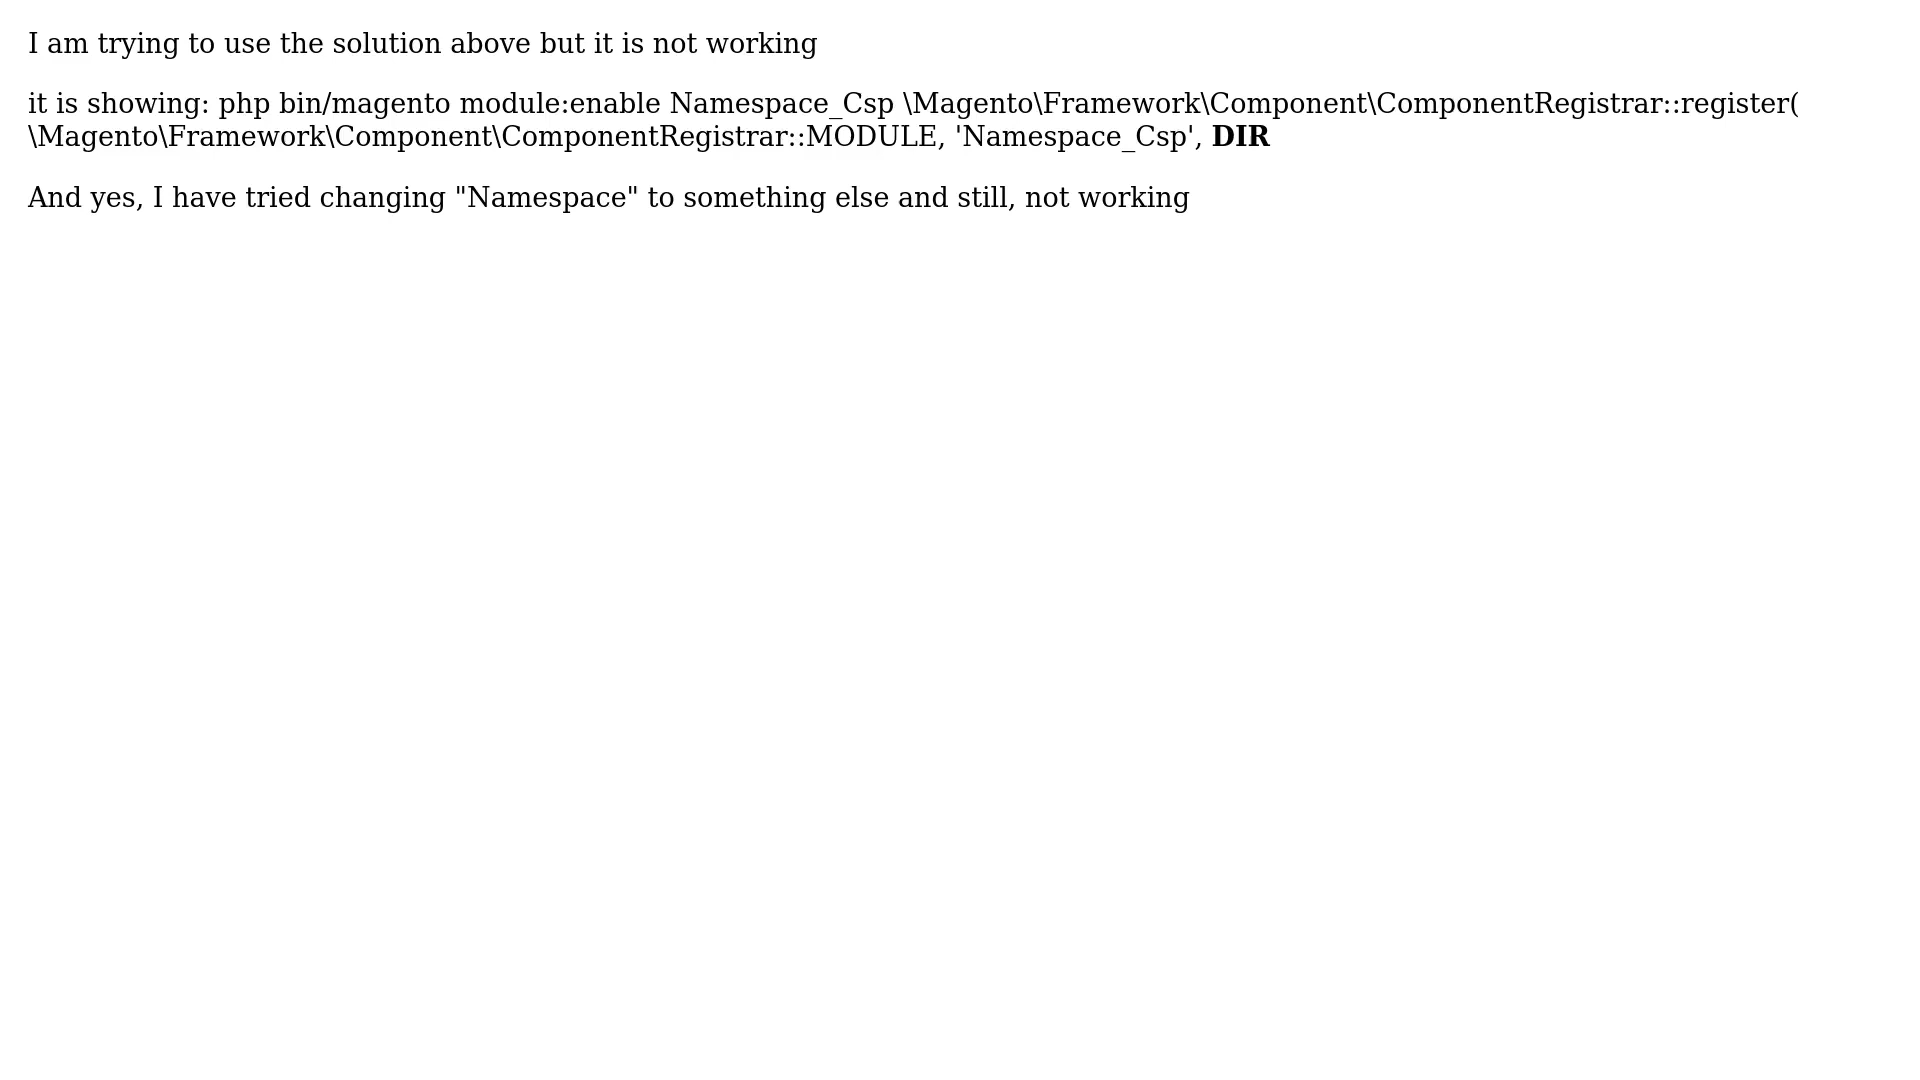 I am trying to use the solution above but it is not working
it is showing: php bin/magento module:enable Namespace_Csp \Magento\Framework\Component\ComponentRegistrar::register(
\Magento\Framework\Component\ComponentRegistrar::MODULE, 'Namespace_Csp', DIR
And yes, I have tried changing "Namespace" to something else and still, not working